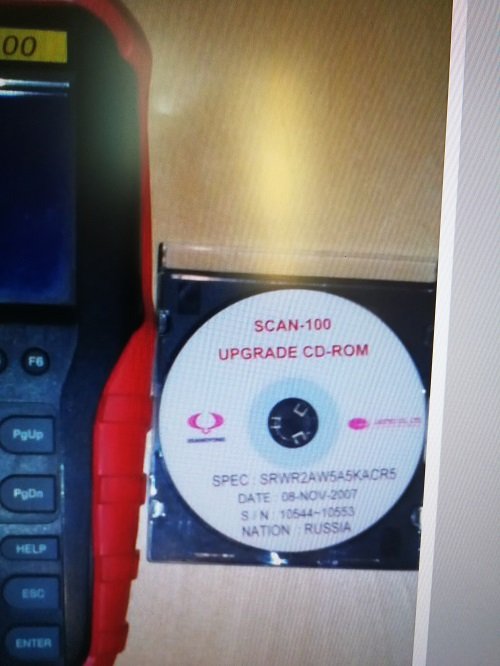 00
F6
PgUp
PgDn
HELP
ESC
ENTER
SCAN-100
UPGRADE CD-ROM
SSANGYONG
SPEC : SRWR2AW5A5KACR5
DATE : 08-NOV-2007
S / N : 10544~10553
NATION : RUSSIA